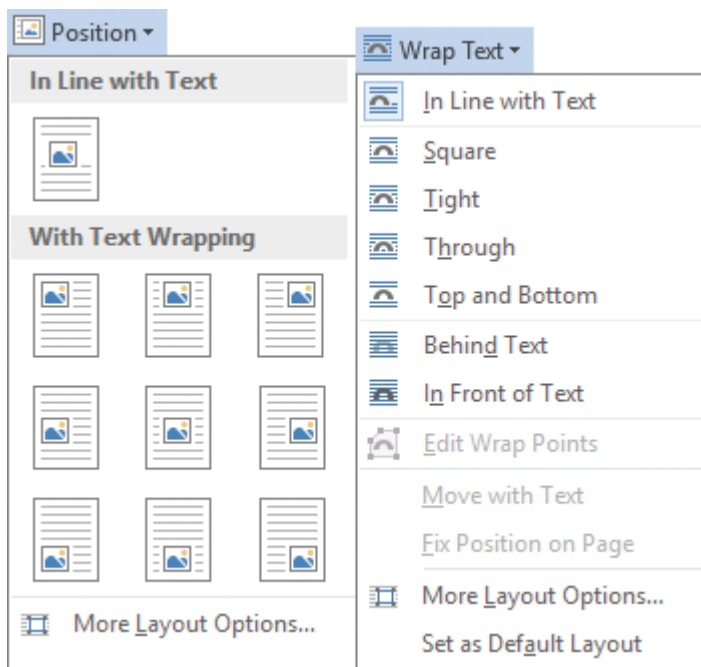 Position
In Line with Text
With Text Wrapping
More Layout Options...
Wrap Text
In Line with Text
Square
Tight
Through
Top and Bottom
Behind Text
In Front of Text
Edit Wrap Points
Move with Text
Fix Position on Page
More Layout Options...
Set as Default Layout